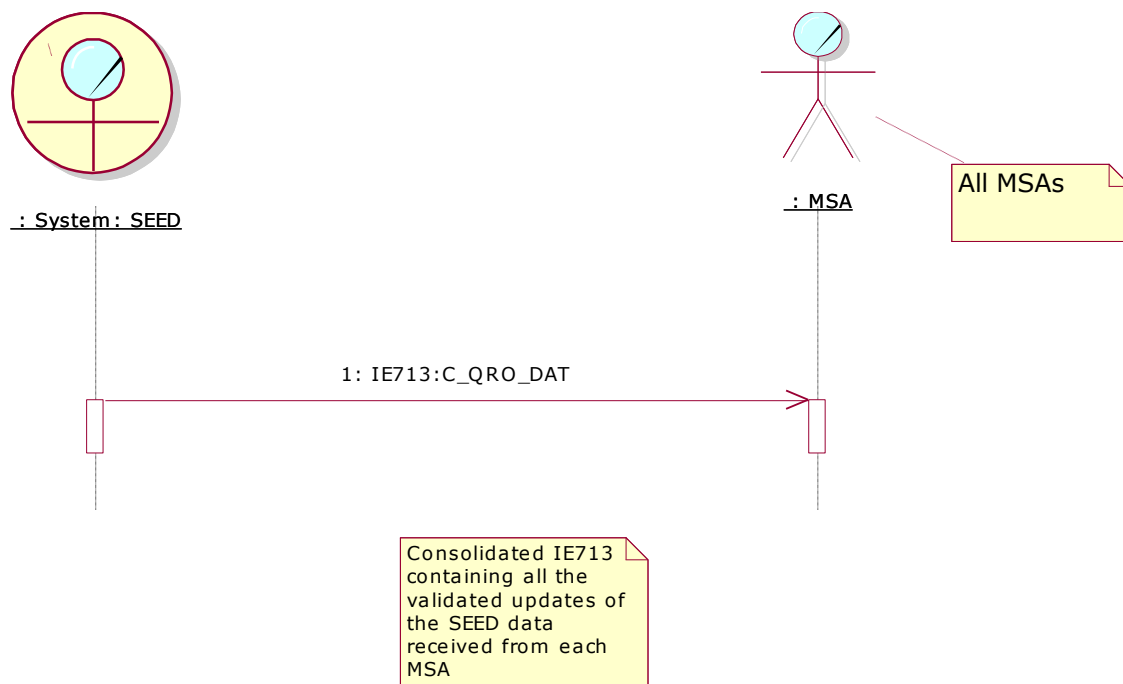 All MSAs
: System: SEED
: MSA
1: IE713:C_QRO_DAT
Consolidated IE713
containing all the
validated updates of
the SEED data
received from each
MSA